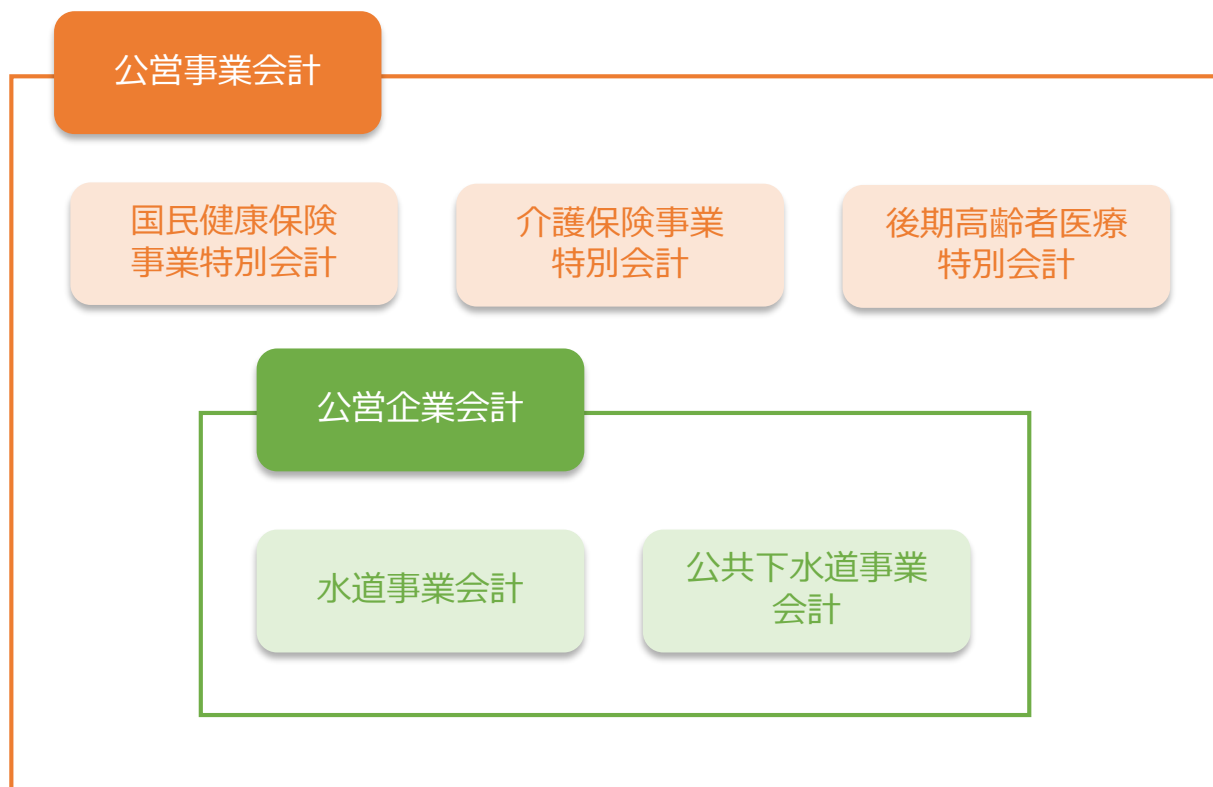 公営事業会計
国民健康保険
事業特別会計
介護保険事業
特別会計
後期高齢者医療
特別会計
公営企業会計
水道事業会計
公共下水道事業
会計